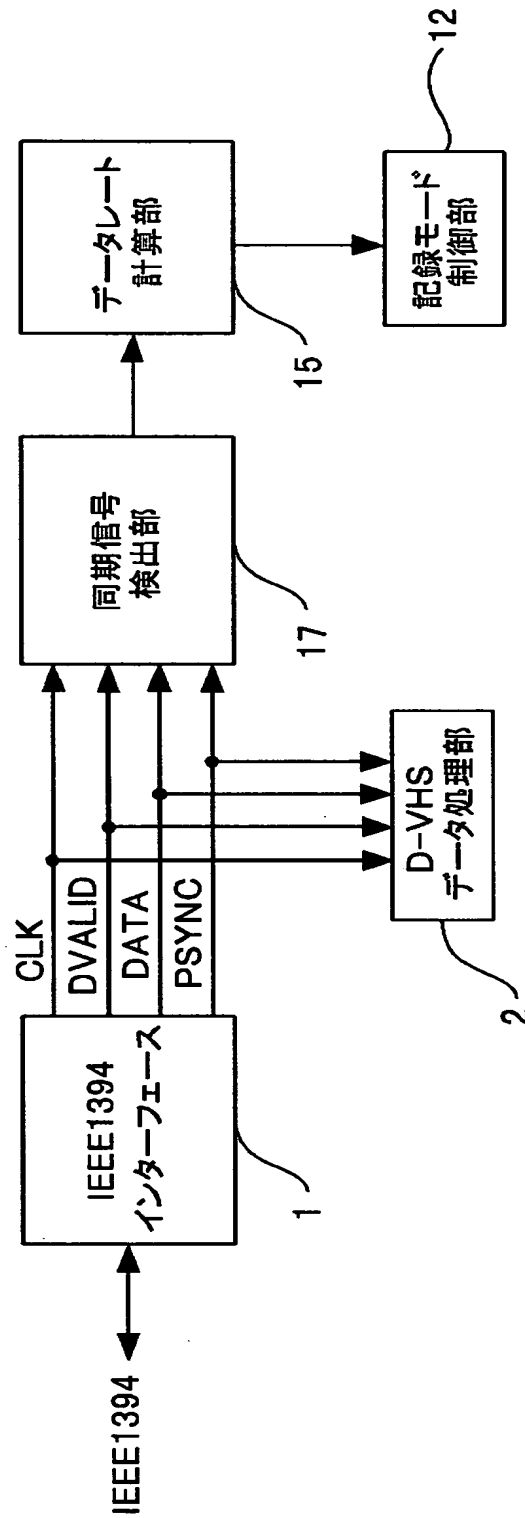 IEEE1394
IEEE1394
インターフェース
1
CLK
DVALID
DATA
PSYNC
D-VHS
データ処理部
2
同期信号
検出部
17
データレート
計算部
15
記録モード
制御部
12